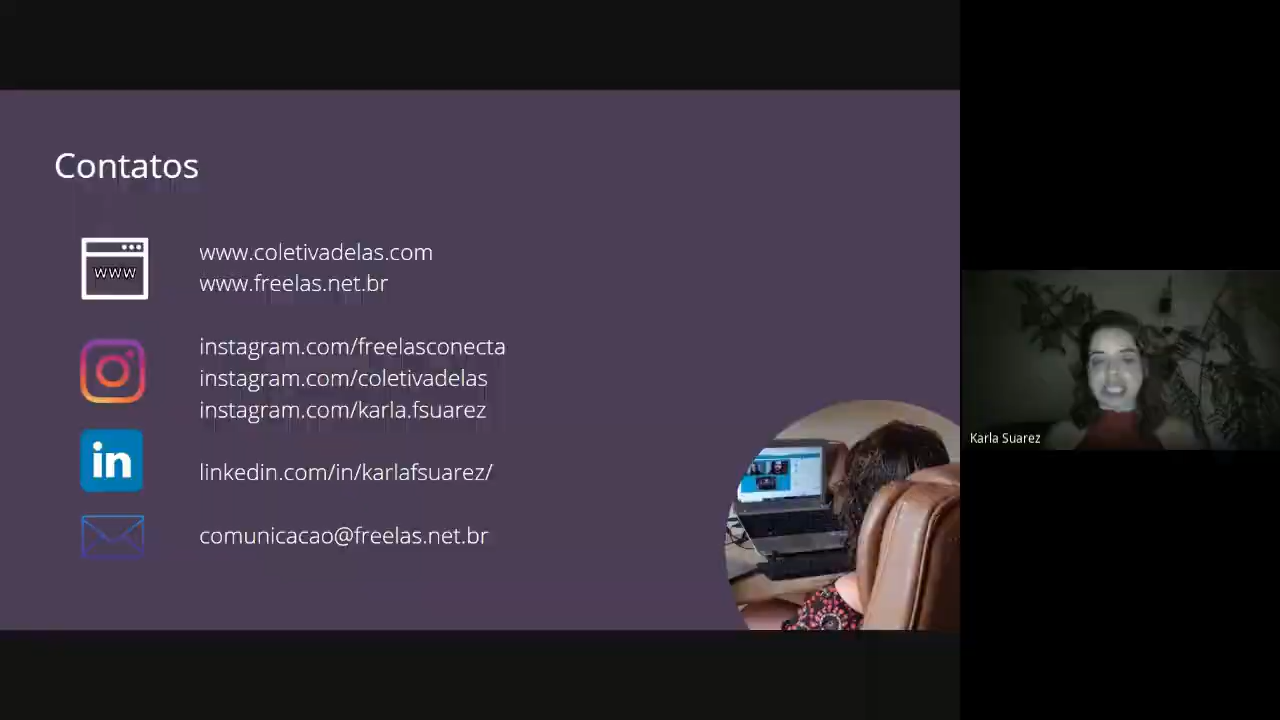 Contatos
www
www.coletivadelas.com
www.freelas.net.br
instagram.com/freelasconecta
instagram.com/coletivadelas
instagram.com/karla.fsuarez
in
linkedin.com/in/karlafsuarez/
comunicacao@freelas.net.br
Karla Suarez